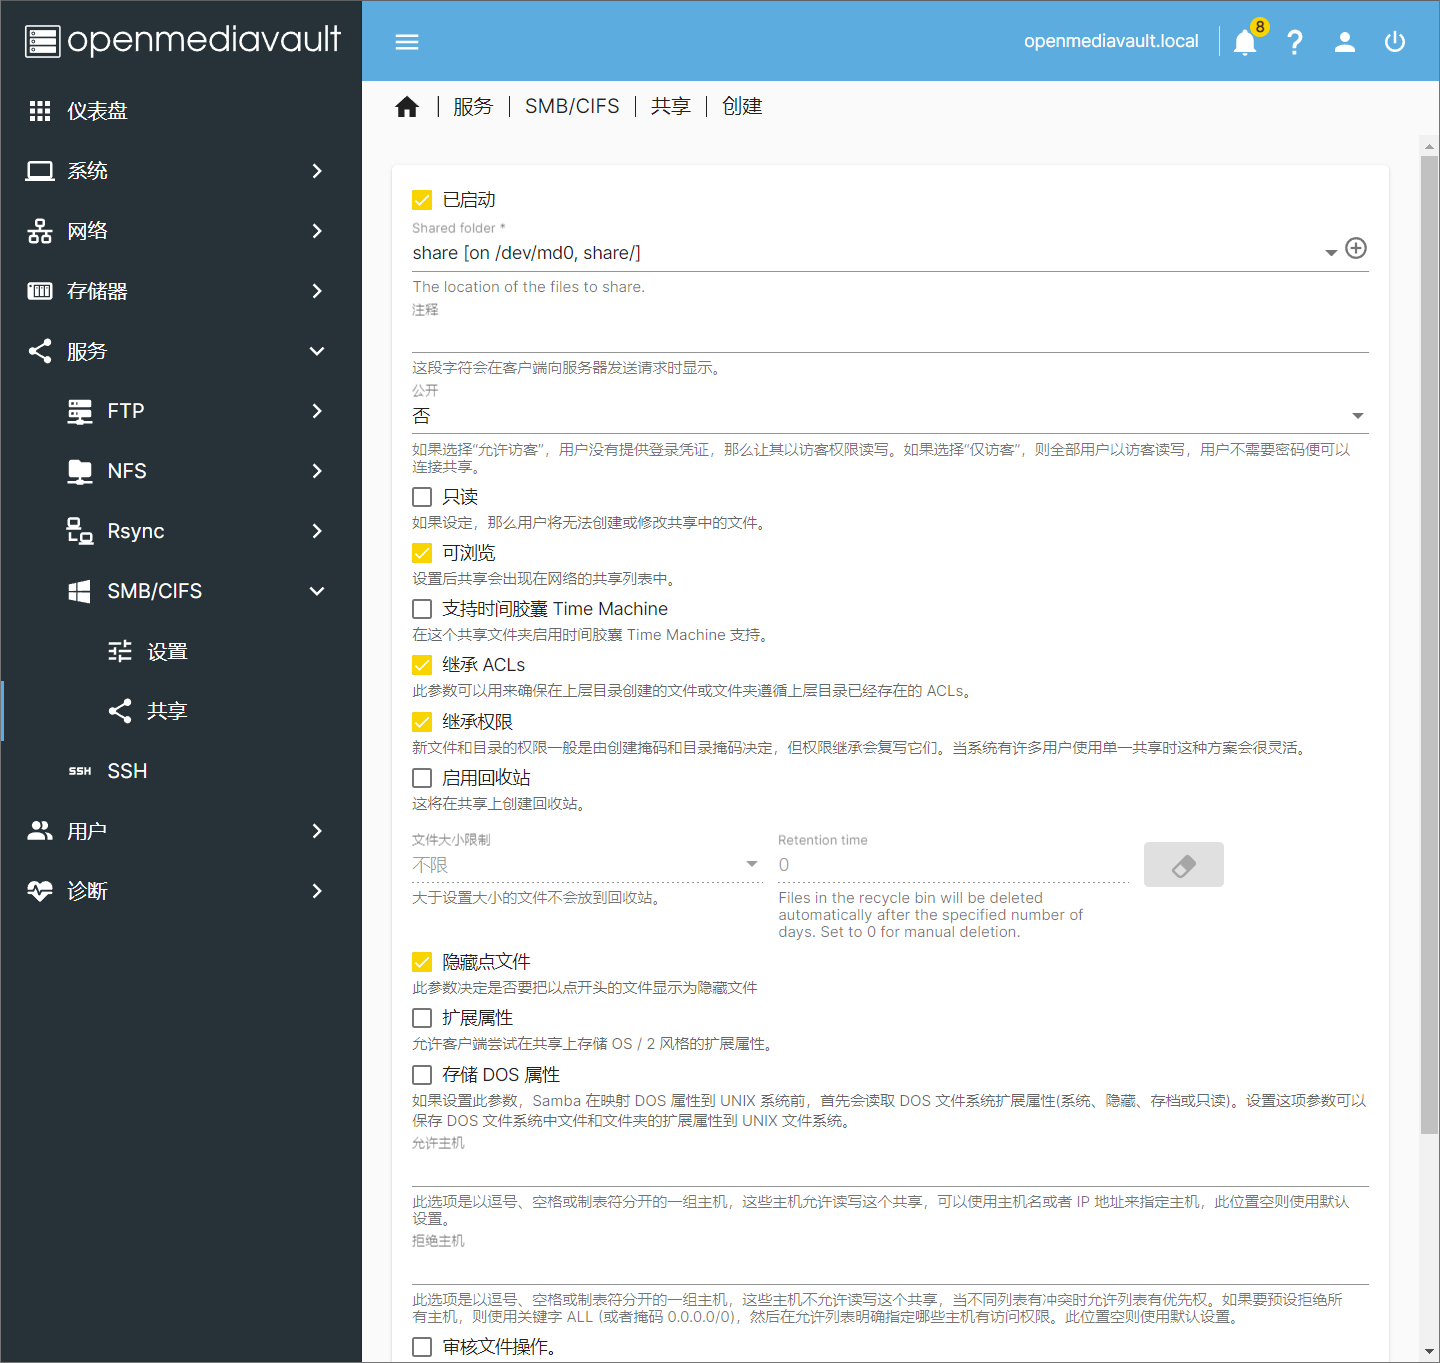 openmediavault
openmediavault.local
8
仪表盘
系统
网络
存储器
服务
FTP
NFS
Rsync
SMB/CIFS
设置
共享
SSH
用户
诊断
服务 | SMB/CIFS | 共享 | 创建
已启动
Shared folder *
share [on /dev/md0, share/]
The location of the files to share.
注释
这段字符会在客户端向服务器发送请求时显示。
公开
否
如果选择“允许访客”，用户没有提供登录凭证，那么让其以访客权限读写。如果选择“仅访客”，则全部用户以访客读写，用户不需要密码便可以
连接共享。
只读
如果设定，那么用户将无法创建或修改共享中的文件。
可浏览
设置后共享会出现在网络的共享列表中。
支持时间胶囊 Time Machine
在这个共享文件夹启用时间胶囊 Time Machine 支持。
继承 ACLs
此参数可以用来确保在上层目录创建的文件或文件夹遵循上层目录已经存在的 ACLs。
继承权限
新文件和目录的权限一般是由创建掩码和目录掩码决定，但权限继承会复写它们。当系统有许多用户使用单一共享时这种方案会很灵活。
启用回收站
这将在共享上创建回收站。
文件大小限制
不限
大于设置大小的文件不会放到回收站。
Retention time
0
Files in the recycle bin will be deleted
automatically after the specified number of
days. Set to 0 for manual deletion.
隐藏点文件
此参数决定是否要把以点开头的文件显示为隐藏文件
扩展属性
允许客户端尝试在共享上存储 OS / 2 风格的扩展属性。
存储 DOS 属性
如果设置此参数，Samba 在映射 DOS 属性到 UNIX 系统前，首先会读取 DOS 文件系统扩展属性(系统、隐藏、存档或只读)。设置这项参数可以
保存 DOS 文件系统中文件和文件夹的扩展属性到 UNIX 文件系统。
允许主机
此选项是以逗号、空格或制表符分开的一组主机，这些主机允许读写这个共享，可以使用主机名或者 IP 地址来指定主机，此位置空则使用默认
设置。
拒绝主机
此选项是以逗号、空格或制表符分开的一组主机，这些主机不允许读写这个共享，当不同列表有冲突时允许列表有优先权。如果要预设拒绝所
有主机，则使用关键字 ALL (或者掩码 0.0.0.0/0)，然后在允许列表明确指定哪些主机有访问权限。此位置空则使用默认设置。
审核文件操作。